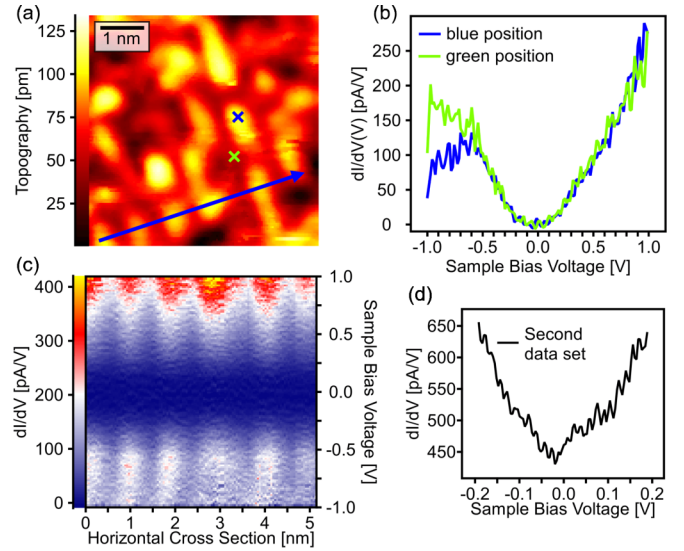 (a)
1 nm
125
100
75
50
25
Topography [pm]
(b)
blue position
green position
250
200
150
100
50
0
dI/dV(V) [pA/V]
-1.0 -0.5 0.0 0.5 1.0
Sample Bias Voltage [V]
(c)
400
300
200
100
0
dI/dV [pA/V]
1.0
0.5
0.0
-0.5
-1.0
Sample Bias Voltage [V]
0 1 2 3 4 5
Horizontal Cross Section [nm]
(d)
Second
data set
650
600
550
500
450
dI/dV [pA/V]
-0.2 -0.1 0.0 0.1 0.2
Sample Bias Voltage [V]